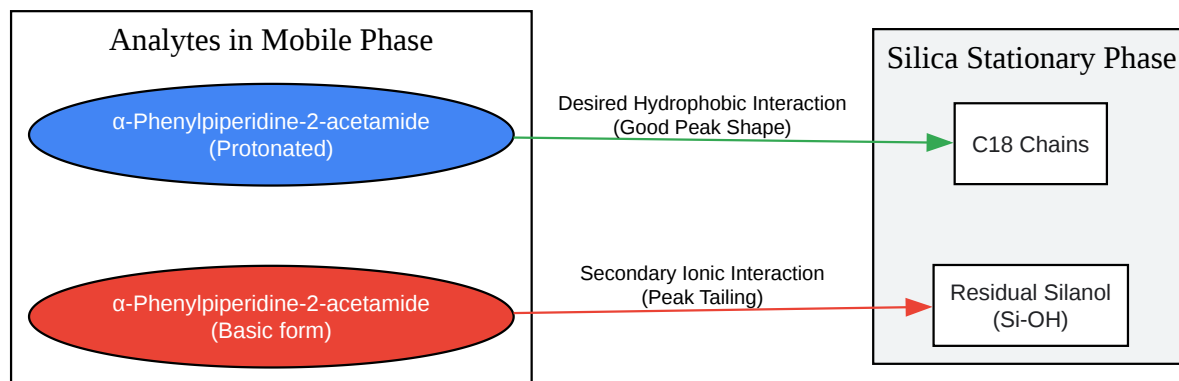 Analytes in Mobile Phase
α-Phenylpiperidine-2-acetamide
(Protonated)
α-Phenylpiperidine-2-acetamide
(Basic form)
Desired Hydrophobic Interaction
(Good Peak Shape)
Secondary Ionic Interaction
(Peak Tailing)
Silica Stationary Phase
C18 Chains
Residual Silanol
(Si-OH)